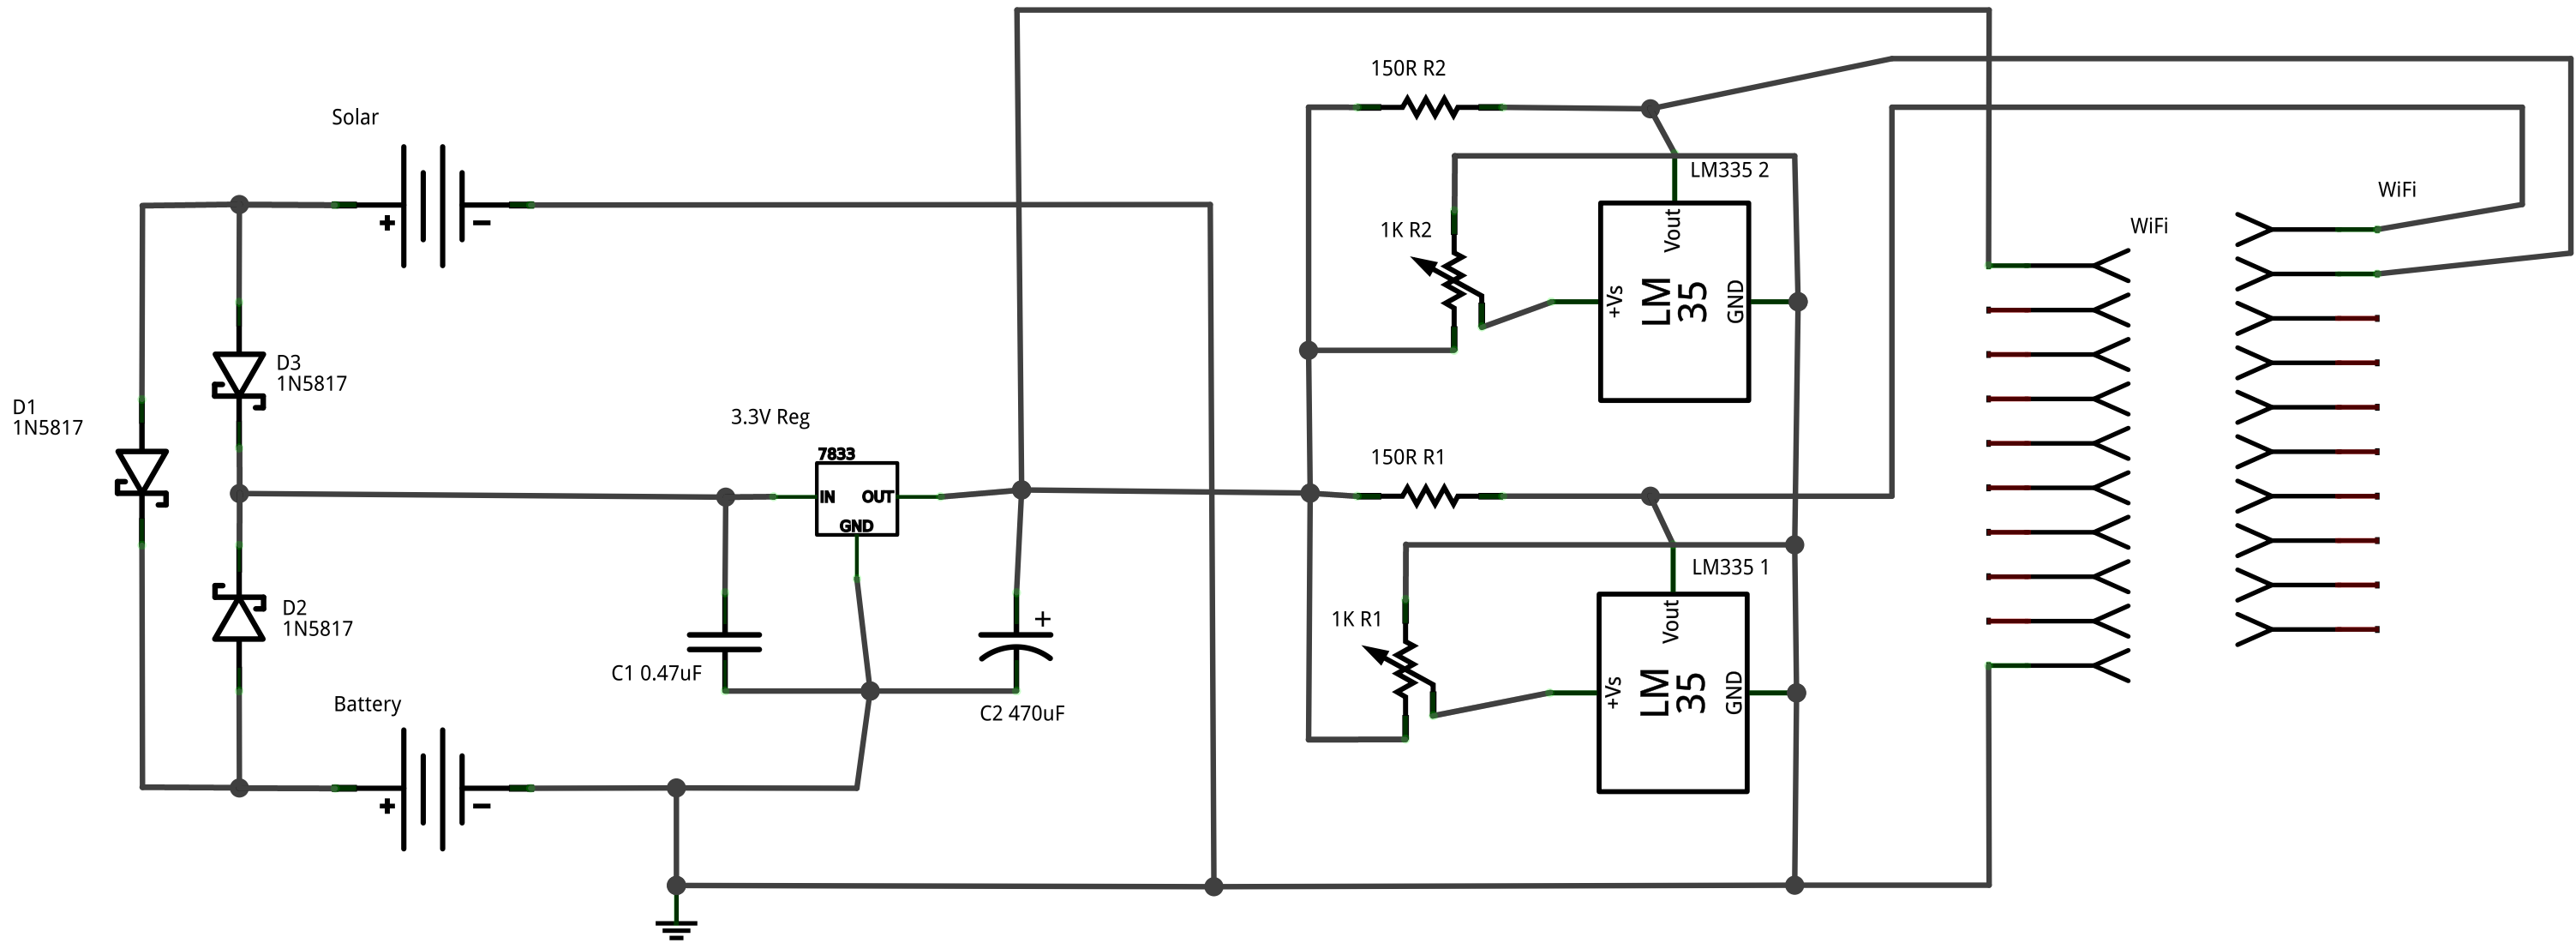 150R R2
Solar
LM335 2
WiFi
WiFi
+
−
1K R2
Vout
+Vs
LM
35
GND
D3
1N5817
D1
1N5817
3.3V Reg
7833
IN
OUT
GND
150R R1
LM335 1
D2
1N5817
1K R1
+
Vout
C1 0.47uF
+Vs
LM
35
GND
Battery
C2 470uF
+
−